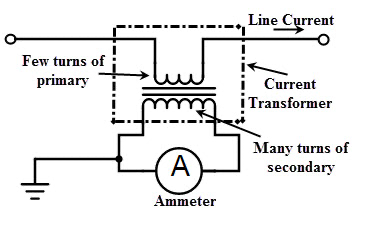 Line Current
Few turns of
primary
Current
Transformer
Many turns of
secondary
A
Ammeter